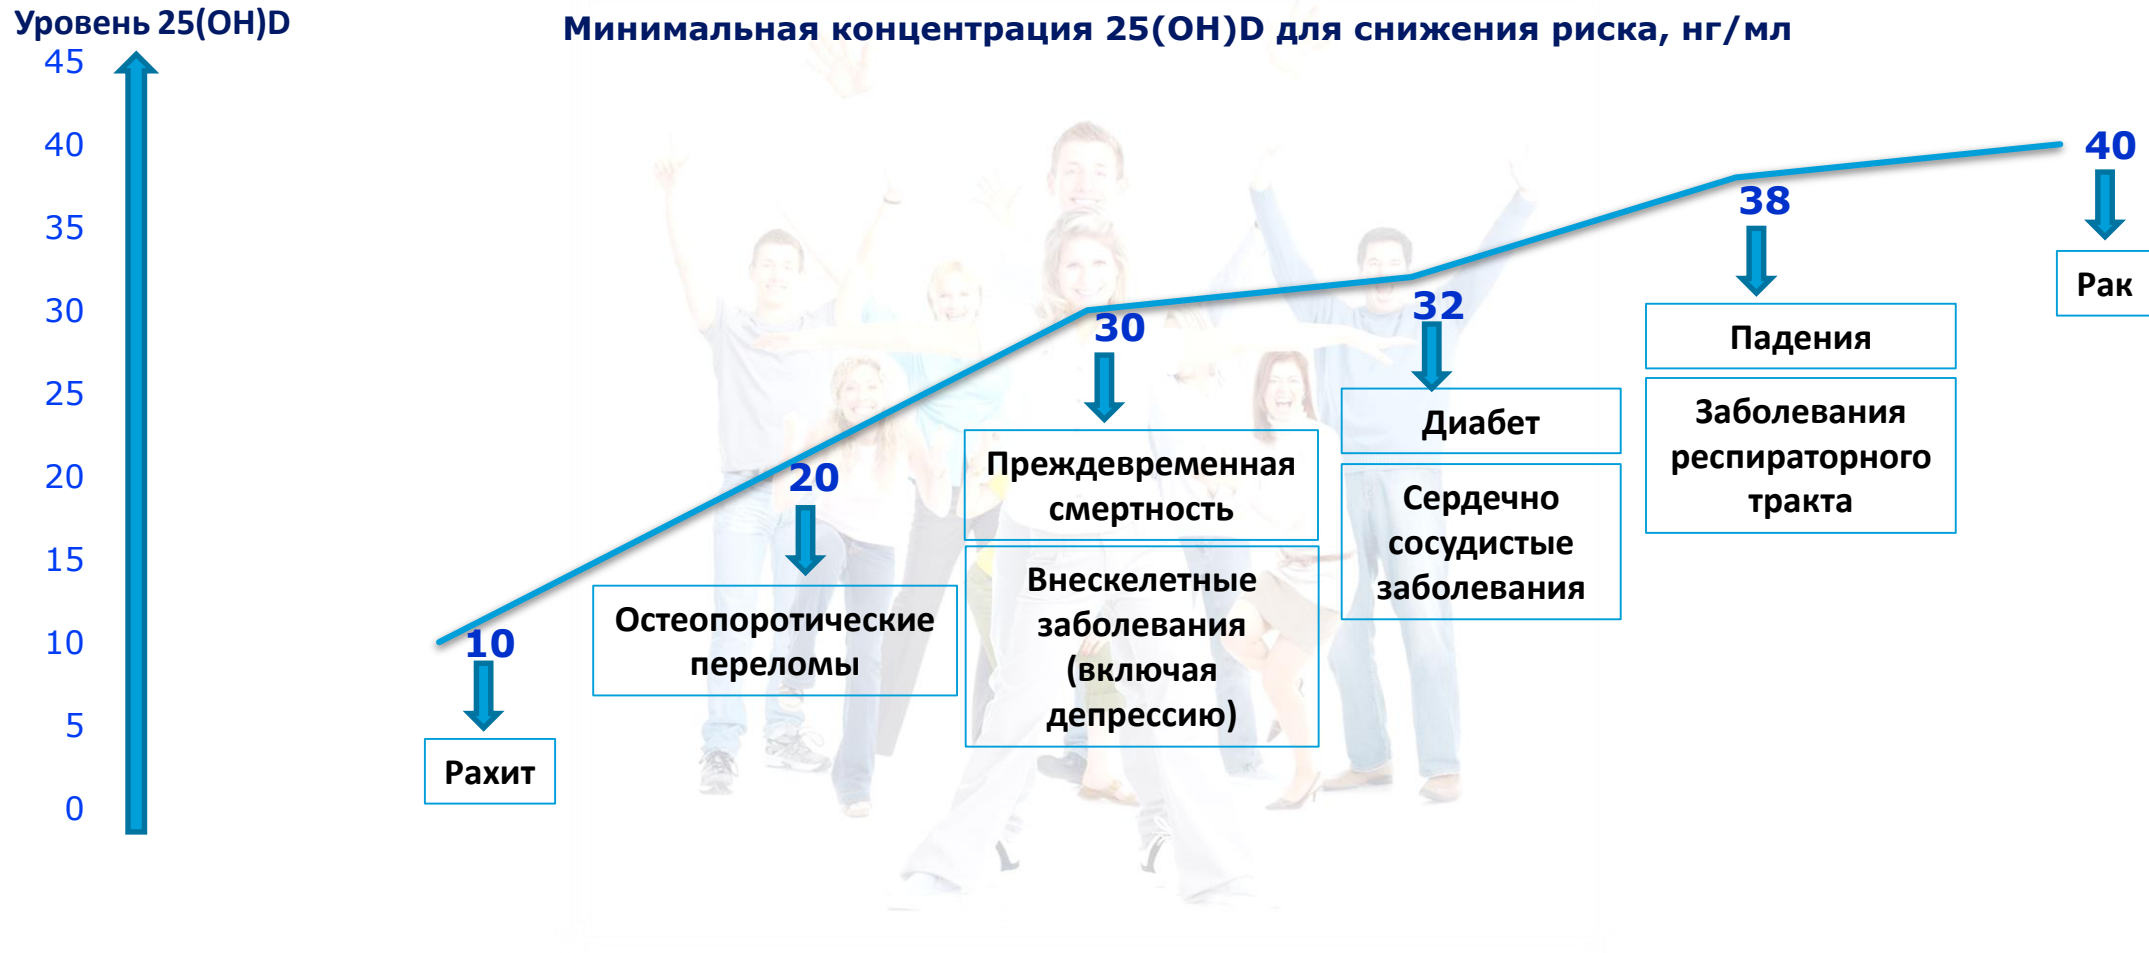 Уровень 25(OH)D
Минимальная концентрация 25(OH)D для снижения риска, нг/мл
45
40
35
30
25
20
15
10
5
0
10
Рахит
20
Остеопоротические
переломы
30
Преждевременная
смертность
Внескелетные
заболевания
(включая
депрессию)
32
Диабет
Сердечно
сосудистые
заболевания
38
Падения
Заболевания
респираторного
тракта
40
Рак